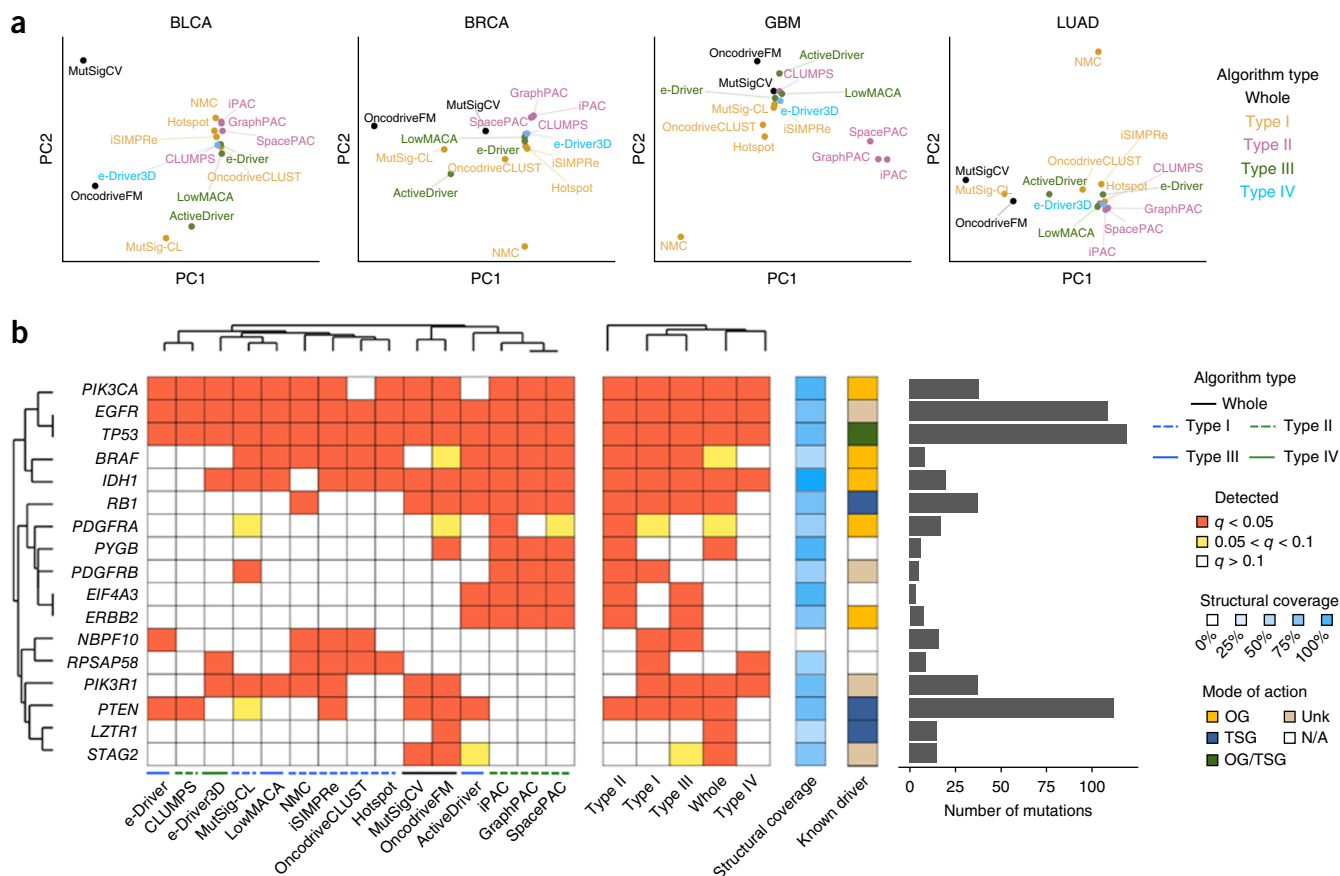 a
BLCA
BRCA
GBM
LUAD
PC2
MutSigCV
NMC
iPAC
Hotspot
GraphPAC
iSIMPRe
SpacePAC
CLUMPS
e-Driver
e-Driver3D
OncodriveCLUST
OncodriveFM
LowMACA
ActiveDriver
MutSig-CL
PC1
PC2
GraphPAC
iPAC
MutSigCV
OncodriveFM
SpacePAC
CLUMPS
LowMACA
e-Driver
e-Driver3D
MutSig-CL
OncodriveCLUST
iSIMPRe
ActiveDriver
Hotspot
NMC
PC1
PC2
OncodriveFM
ActiveDriver
CLUMPS
MutSigCV
e-Driver
LowMACA
MutSig-CL
e-Driver3D
OncodriveCLUST
iSIMPRe
Hotspot
SpacePAC
GraphPAC
iPAC
NMC
PC1
PC2
NMC
iSIMPRe
OncodriveCLUST
CLUMPS
MutSigCV
ActiveDriver
Hotspot
e-Driver
MutSig-CL
e-Driver3D
GraphPAC
OncodriveFM
LowMACA
SpacePAC
iPAC
PC1
Algorithm type
Whole
Type I
Type II
Type III
Type IV
b
PIK3CA
EGFR
TP53
BRAF
IDH1
RB1
PDGFRA
PYGB
PDGFRB
EIF4A3
ERBB2
NBPF10
RPSAP58
PIK3R1
PTEN
LZTR1
STAG2
e-Driver
CLUMPS
e-Driver3D
MutSig-CL
LowMACA
NMC
iSIMPRe
OncodriveCLUST
Hotspot
MutSigCV
OncodriveFM
ActiveDriver
iPAC
GraphPAC
SpacePAC
Type II
Type I
Type III
Whole
Type IV
Structural coverage
Known driver
0 25 50 75 100
Number of mutations
Algorithm type
Whole
Type I Type II
Type III Type IV
Detected
q < 0.05
0.05 < q < 0.1
q > 0.1
Structural coverage
0% 25% 50% 75% 100%
Mode of action
OG Unk
TSG N/A
OG/TSG